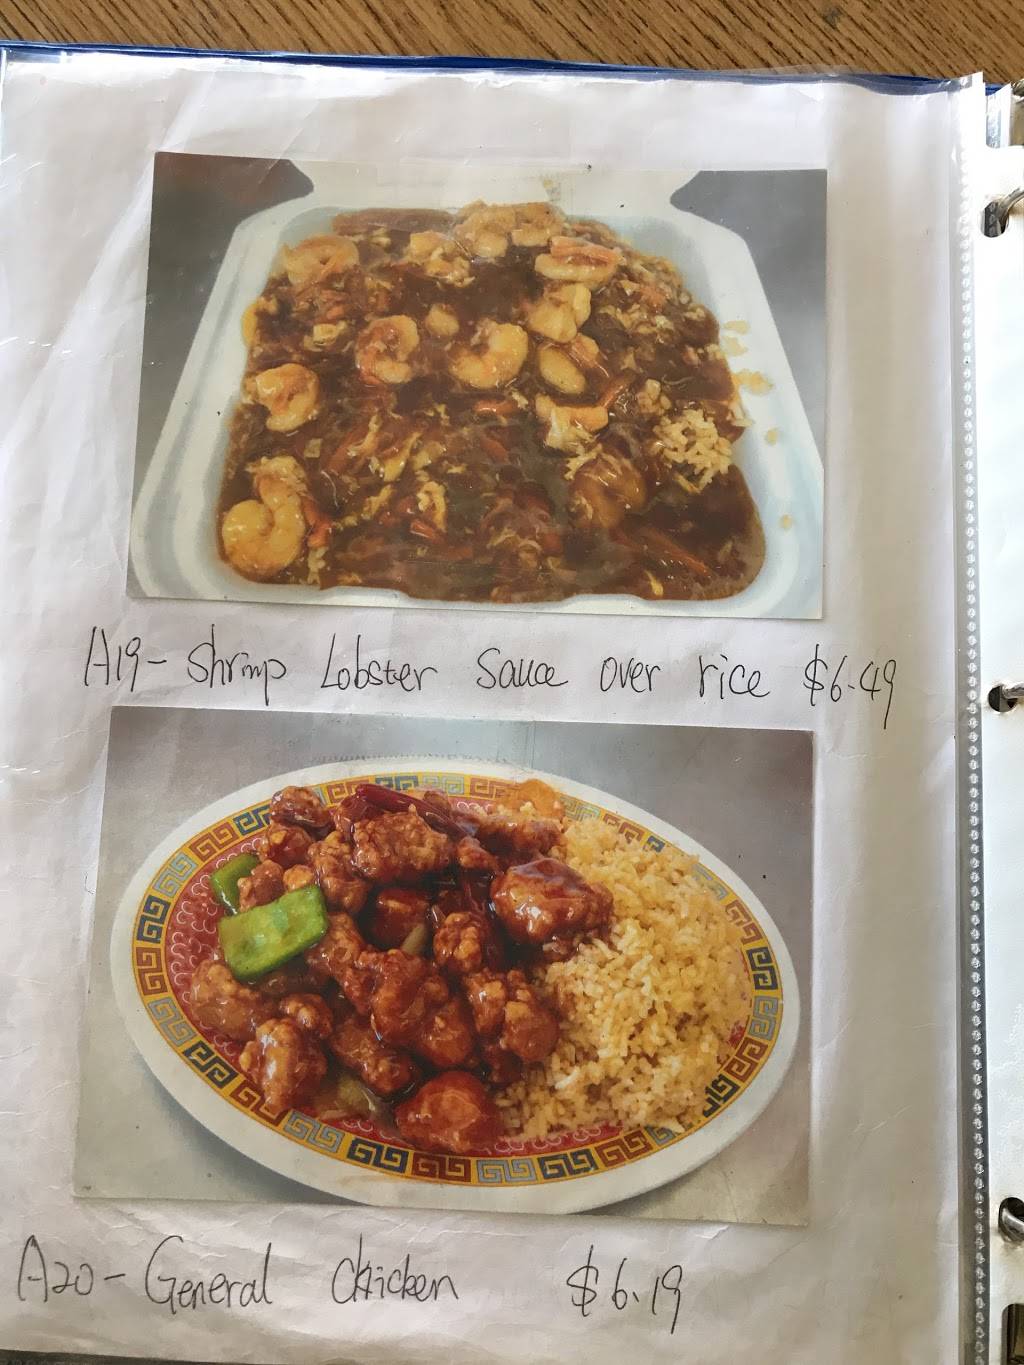 A19- Shrimp Lobster Sauce over rice $6.49
A20- General Chicken $6.19